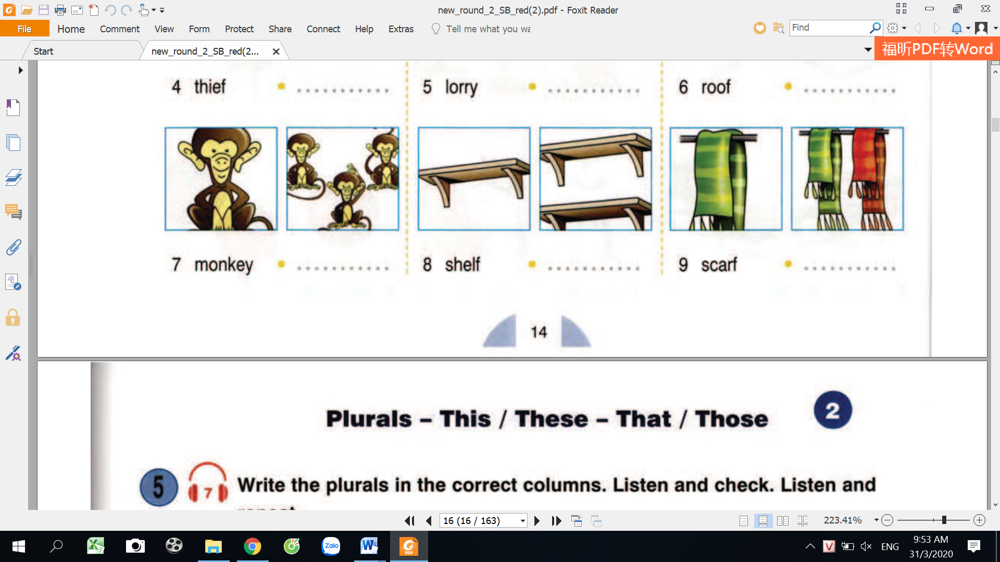 new_round_2_SB_red(2).pdf - Foxit Reader
File Home Comment View Form Protect Share Connect Help Extras Tell me what you wa Find
Start new_round_2_SB_red(2... 福昕PDF转Word
4 thief ........... 5 lorry ........... 6 roof ...........
7 monkey ........... 8 shelf ........... 9 scarf ...........
14
2
Plurals – This / These – That / Those
5 7 Write the plurals in the correct columns. Listen and check. Listen and
16 (16 / 163) 223.41%
Zalo W PDF V ENG 9:53 AM
31/3/2020